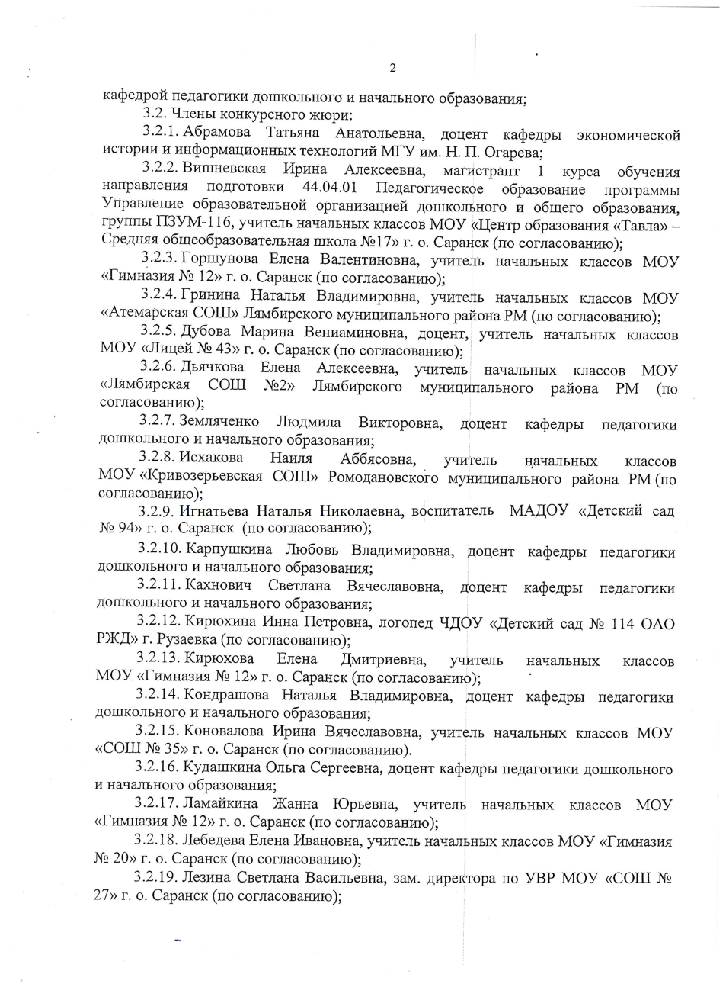 2
кафедрой педагогики дошкольного и начального образования;
3.2. Члены конкурсного жюри:
3.2.1. Абрамова Татьяна Анатольевна, доцент кафедры экономической
истории и информационных технологий МГУ им. Н. П. Огарева;
3.2.2. Вишневская Ирина Алексеевна, магистрант 1 курса обучения
направления подготовки 44.04.01 Педагогическое образование программы
Управление образовательной организацией дошкольного и общего образования,
группы ПЗУМ-116, учитель начальных классов МОУ «Центр образования «Тавла» –
Средняя общеобразовательная школа №17» г. о. Саранск (по согласованию);
3.2.3. Горшунова Елена Валентиновна, учитель начальных классов МОУ
«Гимназия № 12» г. о. Саранск (по согласованию);
3.2.4. Гринина Наталья Владимировна, учитель начальных классов МОУ
«Атемарская СОШ» Лямбирского муниципального района РМ (по согласованию);
3.2.5. Дубова Марина Вениаминовна, доцент, учитель начальных классов
МОУ «Лицей № 43» г. о. Саранск (по согласованию);
3.2.6. Дьячкова Елена Алексеевна, учитель начальных классов МОУ
«Лямбирская СОШ №2» Лямбирского муниципального района РМ (по
согласованию);
3.2.7. Земляченко Людмила Викторовна, доцент кафедры педагогики
дошкольного и начального образования;
3.2.8. Исхакова Наиля Аббясовна, учитель начальных классов
МОУ «Кривозерьевская СОШ» Ромодановского муниципального района РМ (по
согласованию);
3.2.9. Игнатьева Наталья Николаевна, воспитатель МАДОУ «Детский сад
№ 94» г. о. Саранск (по согласованию);
3.2.10. Карпушкина Любовь Владимировна, доцент кафедры педагогики
дошкольного и начального образования;
3.2.11. Кахнович Светлана Вячеславовна, доцент кафедры педагогики
дошкольного и начального образования;
3.2.12. Кирюхина Инна Петровна, логопед ЧДОУ «Детский сад № 114 ОАО
РЖД» г. Рузаевка (по согласованию);
3.2.13. Кирюхова Елена Дмитриевна, учитель начальных классов
МОУ «Гимназия № 12» г. о. Саранск (по согласованию);
3.2.14. Кондрашова Наталья Владимировна, доцент кафедры педагогики
дошкольного и начального образования;
3.2.15. Коновалова Ирина Вячеславовна, учитель начальных классов МОУ
«СОШ № 35» г. о. Саранск (по согласованию).
3.2.16. Кудашкина Ольга Сергеевна, доцент кафедры педагогики дошкольного
и начального образования;
3.2.17. Ламайкина Жанна Юрьевна, учитель начальных классов МОУ
«Гимназия № 12» г. о. Саранск (по согласованию);
3.2.18. Лебедева Елена Ивановна, учитель начальных классов МОУ «Гимназия
№ 20» г. о. Саранск (по согласованию);
3.2.19. Лезина Светлана Васильевна, зам. директора по УВР МОУ «СОШ №
27» г. о. Саранск (по согласованию);